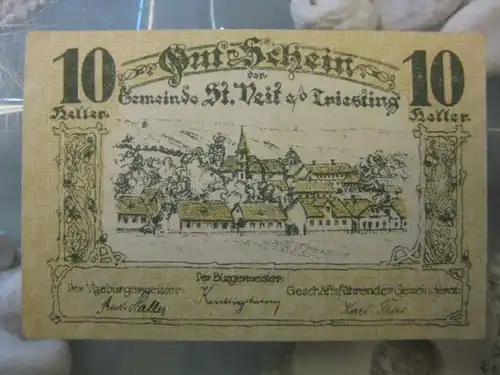 10 Gut-Schein 10
der
Heller Gemeinde St. Veit a/d Triesting Heller
Der Bürgermeister:
Der Vizebürgermeister: Geschäftsführender Gemeinderat: